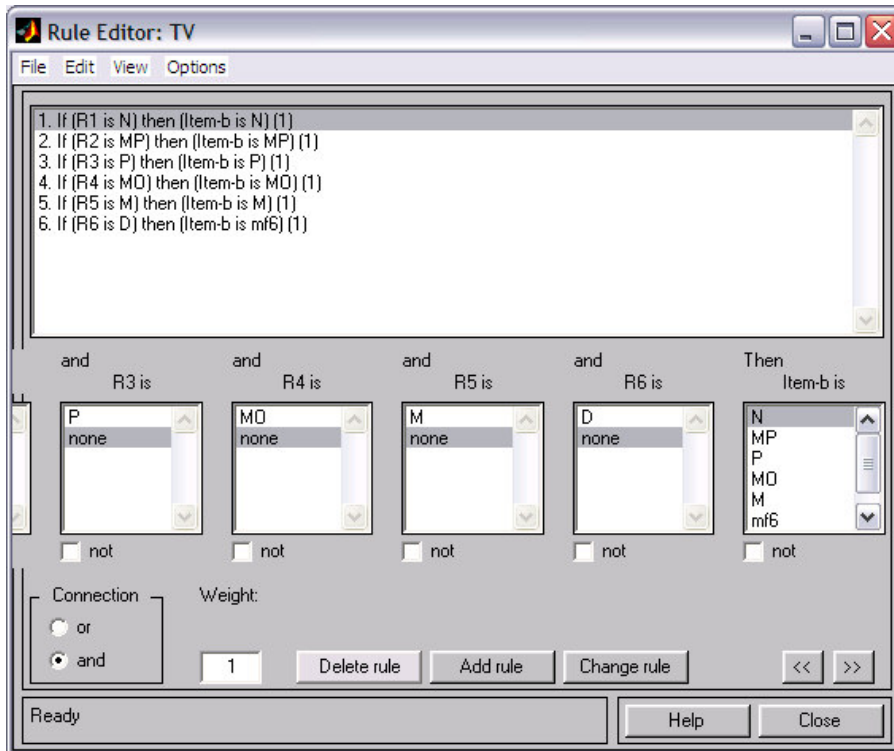 Rule Editor: TV
File Edit View Options
1. If (R1 is N) then (Item-b is N) (1)
2. If (R2 is MP) then (Item-b is MP) (1)
3. If (R3 is P) then (Item-b is P) (1)
4. If (R4 is MO) then (Item-b is MO) (1)
5. If (R5 is M) then (Item-b is M) (1)
6. If (R6 is D) then (Item-b is mf6) (1)
and and and and Then
R3 is R4 is R5 is R6 is Item-b is
P MO M D N
none none none none MP
P
MO
M
mf6
not not not not not
Connection Weight:
or
and 1 Delete rule Add rule Change rule << >>
Ready Help Close